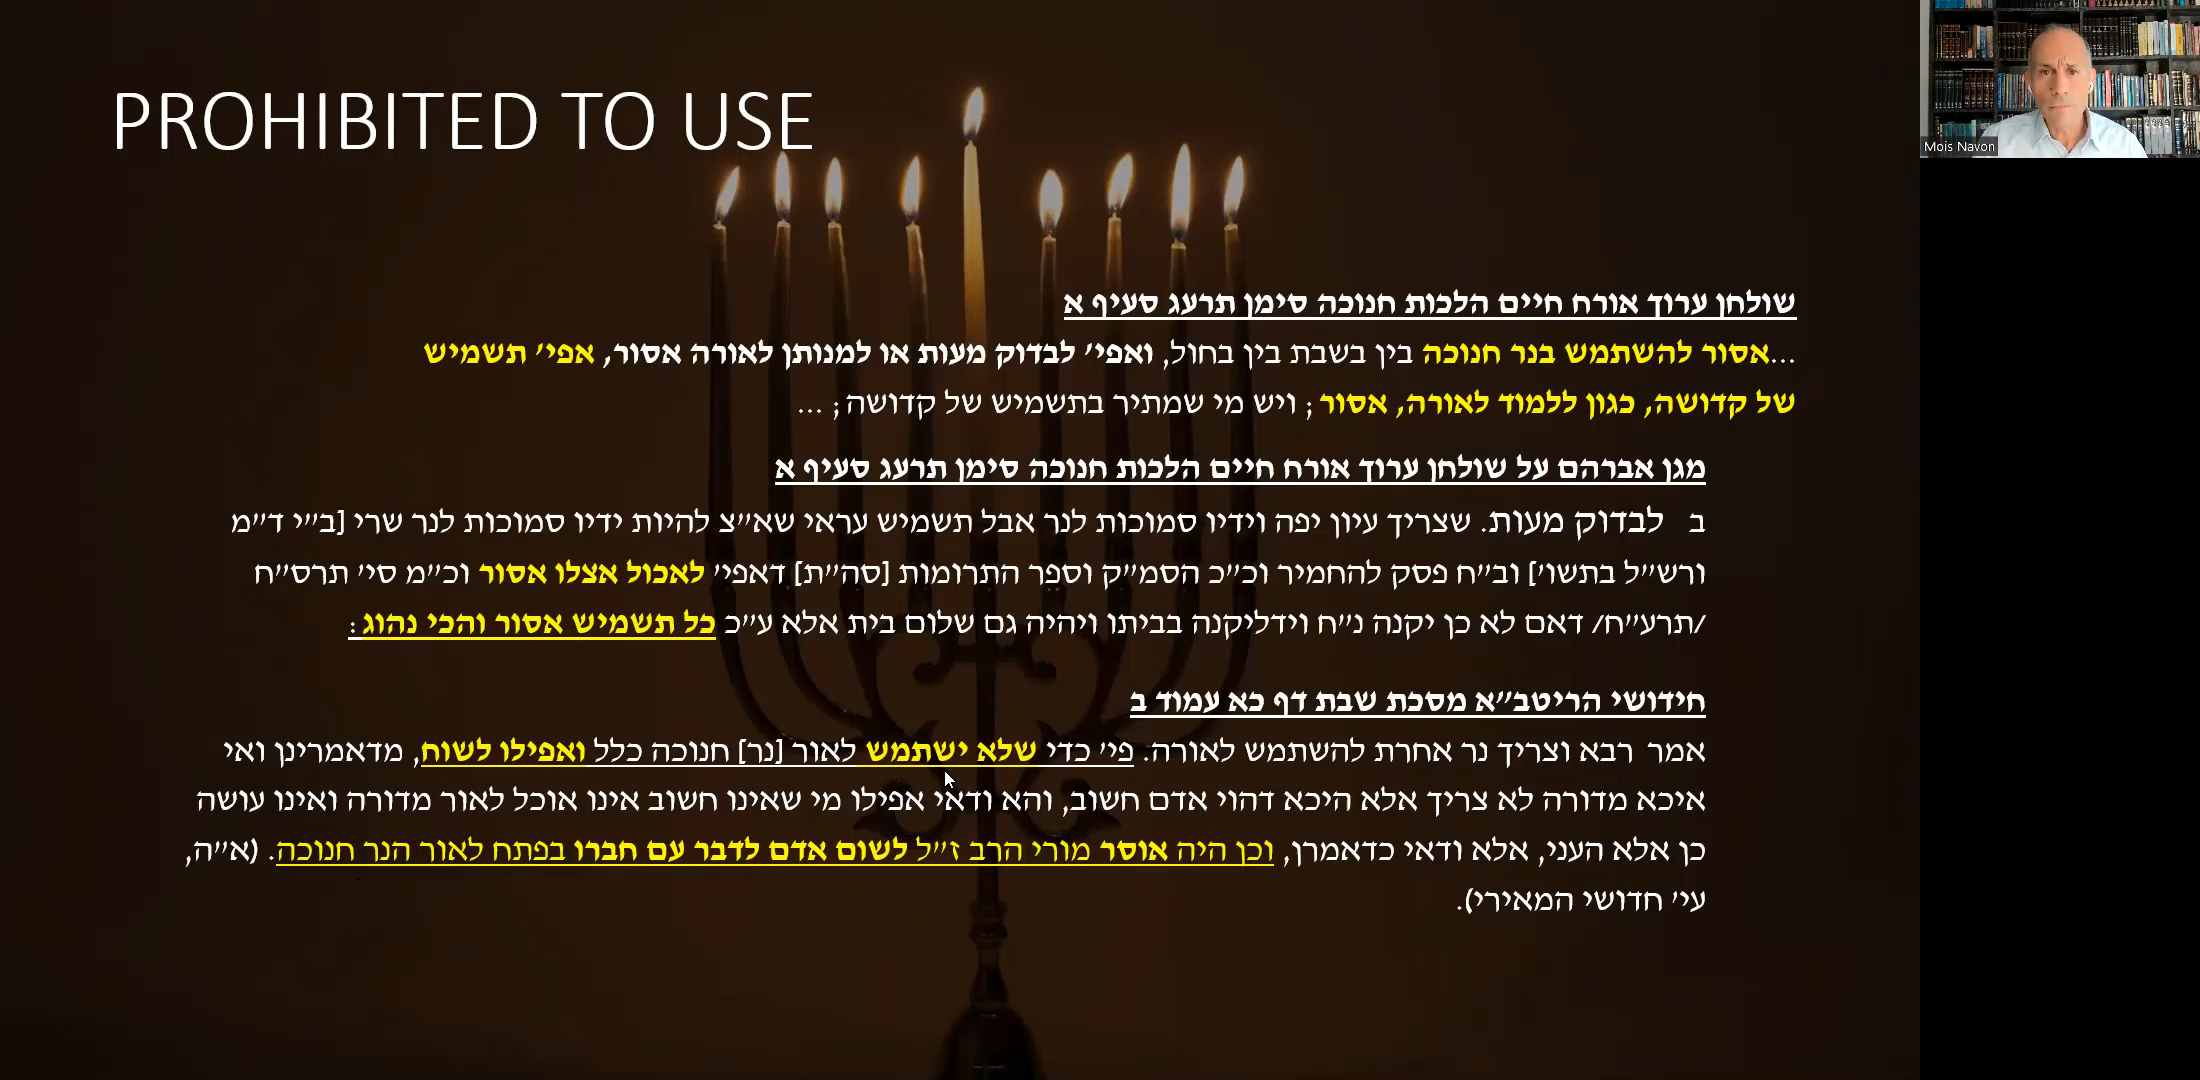 PROHIBITED TO USE
Mois Navon
שולחן ערוך אורח חיים הלכות חנוכה סימן תרעג סעיף א
...אסור להשתמש בנר חנוכה בין בשבת בין בחול, ואפי' לבדוק מעות או למנותן לאורה אסור, אפי' תשמיש
של קדושה, כגון ללמוד לאורה, אסור; ויש מי שמתיר בתשמיש של קדושה; ...
מגן אברהם על שולחן ערוך אורח חיים הלכות חנוכה סימן תרעג סעיף א
ב לבדוק מעות. שצריך עיון יפה וידיו סמוכות לנר אבל תשמיש עראי שא"צ להיות ידיו סמוכות לנר שרי [ב"י ד"מ
ורש"ל בתשו'] וב"ח פסק להחמיר וכ"כ הסמ"ק וספר התרומות [סה"ת] דאפי' לאכול אצלו אסור וכ"מ סי' תרס"ח
/תרע"ח/ דאם לא כן יקנה נ"ח וידליקנה בביתו ויהיה גם שלום בית אלא ע"כ כל תשמיש אסור והכי נהוג:
חידושי הריטב"א מסכת שבת דף כא עמוד ב
אמר רבא וצריך נר אחרת להשתמש לאורה. פי' כדי שלא ישתמש לאור [נר] חנוכה כלל ואפילו לשוח, מדאמרינן ואי
איכא מדורה לא צריך אלא היכא דהוי אדם חשוב, והא ודאי אפילו מי שאינו חשוב אינו אוכל לאור מדורה ואינו עושה
כן אלא העני, אלא ודאי כדאמרן, וכן היה אוסר מורי הרב ז"ל לשום אדם לדבר עם חברו בפתח לאור הנר חנוכה. (א"ה,
עי' חדושי המאירי).